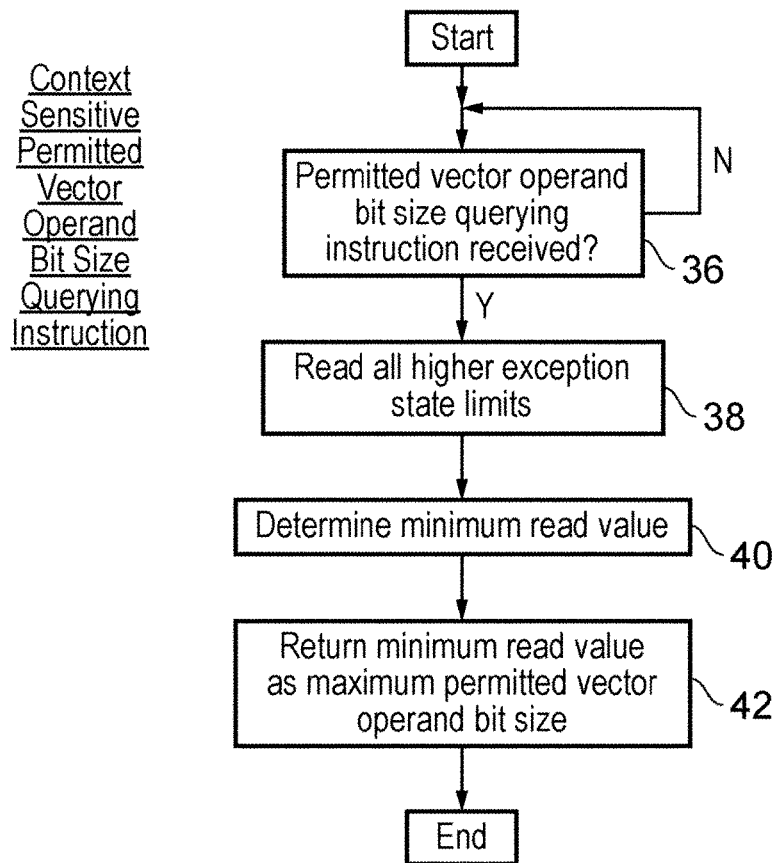 Context
Sensitive
Permitted
Vector
Operand
Bit Size
Querying
Instruction
Start
Permitted vector operand
bit size querying
instruction received?
N
36
Y
Read all higher exception
state limits
38
Determine minimum read value
40
Return minimum read value
as maximum permitted vector
operand bit size
42
End